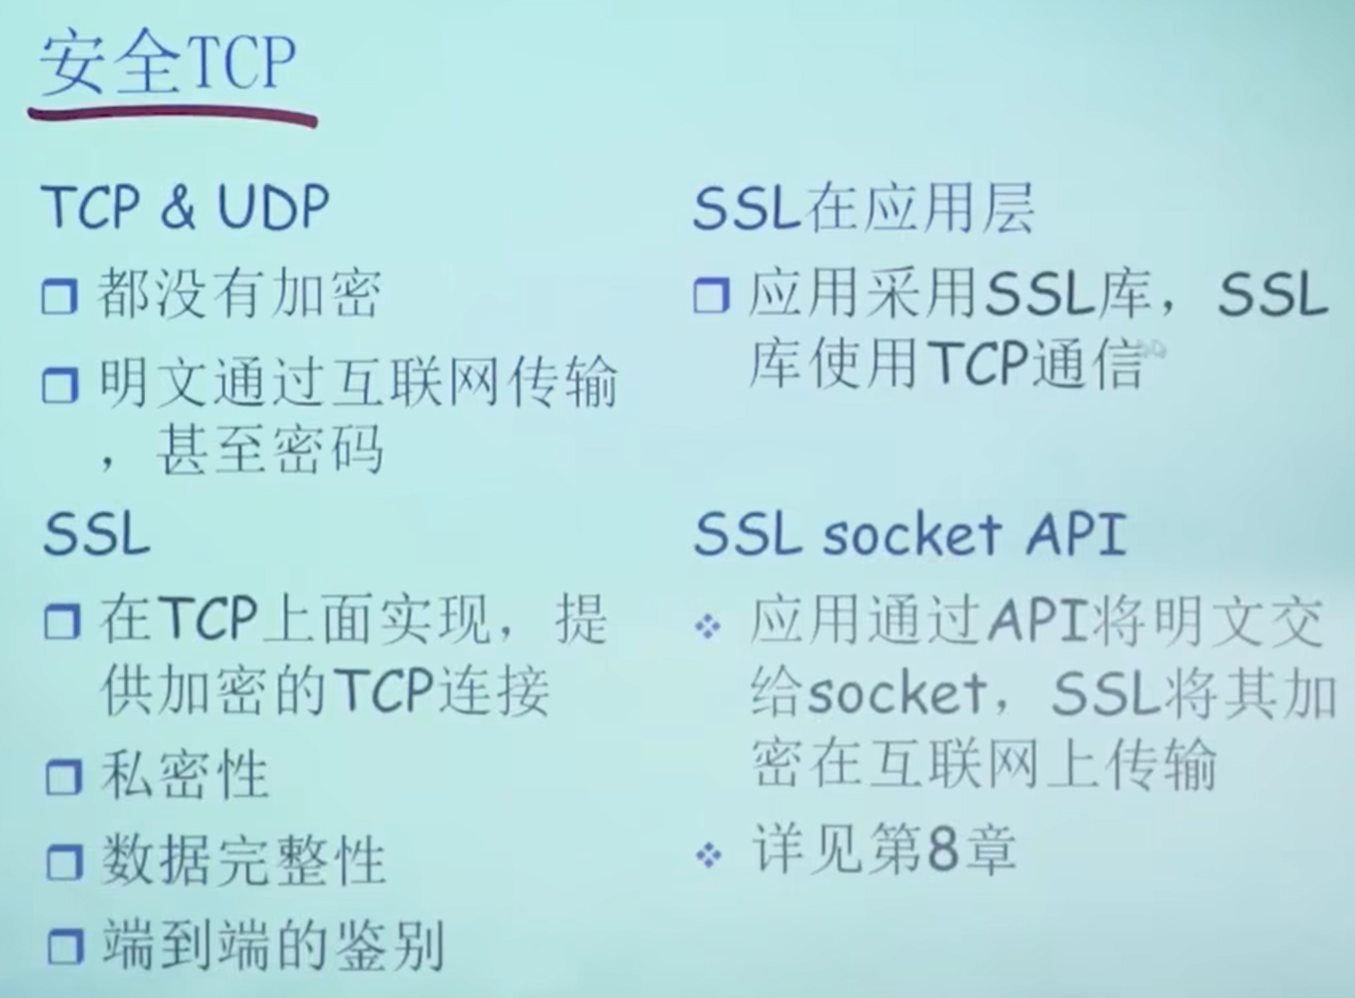 安全TCP
TCP & UDP
都没有加密
明文通过互联网传输
，甚至密码
SSL
在TCP上面实现，提
供加密的TCP连接
私密性
数据完整性
端到端的鉴别
SSL在应用层
应用采用SSL库，SSL
库使用TCP通信
SSL socket API
应用通过API将明文交
给socket，SSL将其加
密在互联网上传输
详见第8章